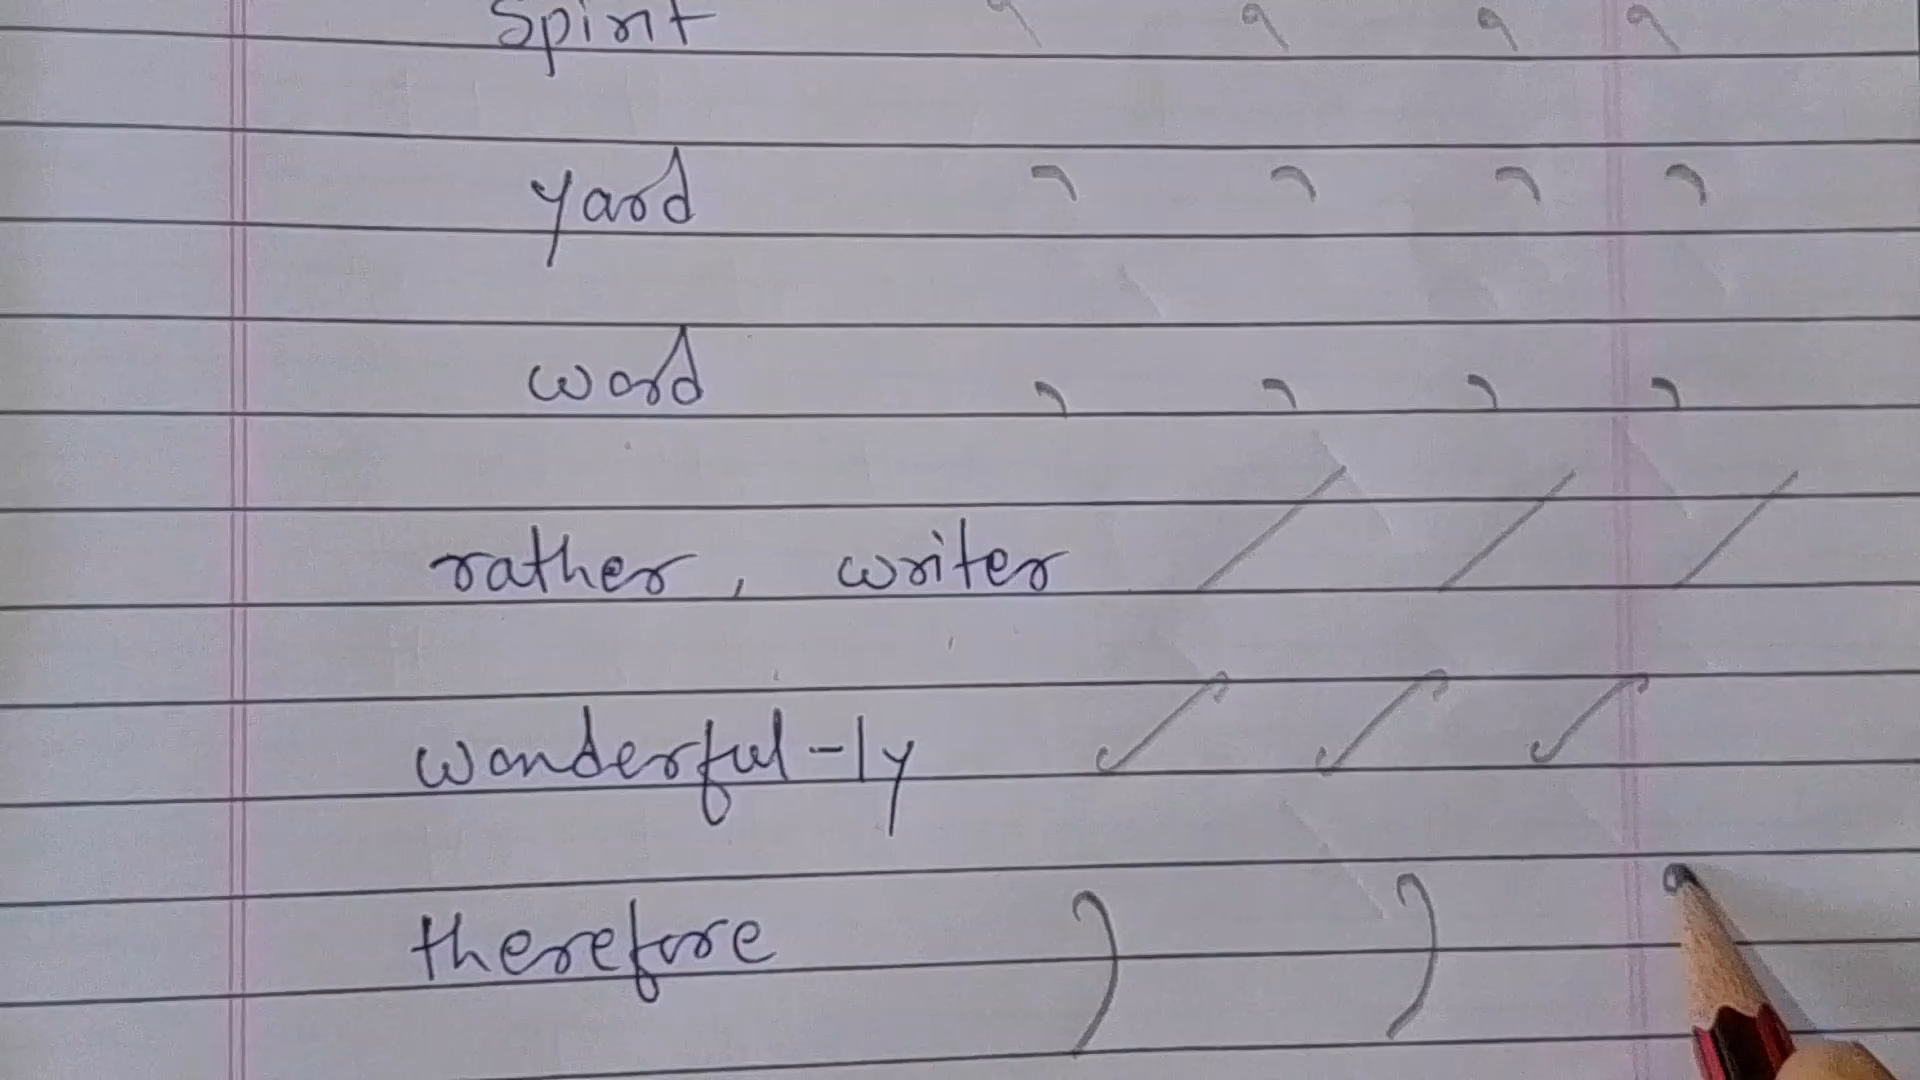 Spirit
yard
word
rather, writer
wonderful-ly
therefore